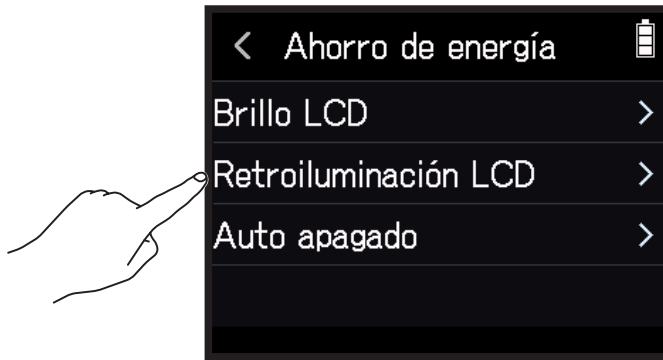 Ahorro de energía
Brillo LCD
Retroiluminación LCD
Auto apagado